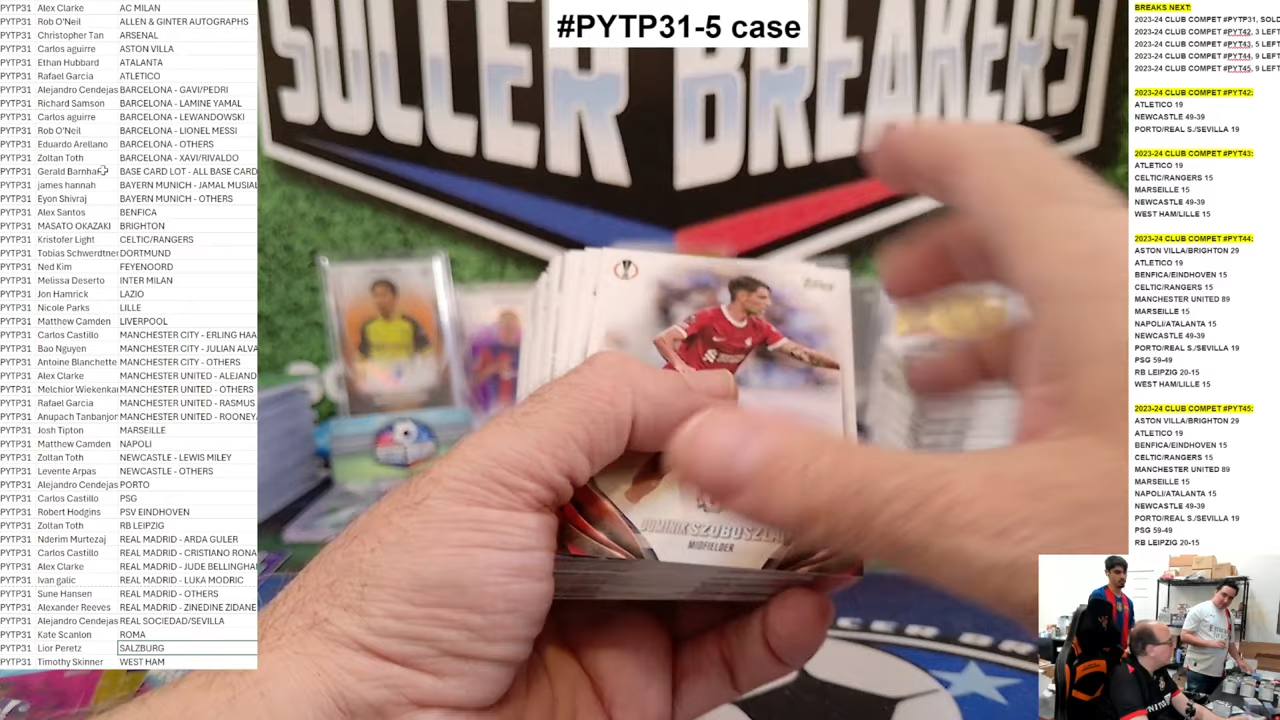 #PYTP31-5 case
SOCCER BREAKERS
PYTP31 Alex Clarke AC MILAN
PYTP31 Rob O'Neil ALLEN & GINTER AUTOGRAPHS
PYTP31 Christopher Tan ARSENAL
PYTP31 Carlos aguirre ASTON VILLA
PYTP31 Ethan Hubbard ATALANTA
PYTP31 Rafael Garcia ATLETICO
PYTP31 Alejandro Cendejas BARCELONA - GAVI/PEDRI
PYTP31 Richard Samson BARCELONA - LAMINE YAMAL
PYTP31 Carlos aguirre BARCELONA - LEWANDOWSKI
PYTP31 Rob O'Neil BARCELONA - LIONEL MESSI
PYTP31 Eduardo Arellano BARCELONA - OTHERS
PYTP31 Zoltan Toth BARCELONA - XAVI/RIVALDO
PYTP31 Gerald Barnha BASE CARD LOT - ALL BASE CARD
PYTP31 james hannah BAYERN MUNICH - JAMAL MUSIAL
PYTP31 Eyon Shivraj BAYERN MUNICH - OTHERS
PYTP31 Alex Santos BENFICA
PYTP31 MASATO OKAZAKI BRIGHTON
PYTP31 Kristofer Light CELTIC/RANGERS
PYTP31 Tobias Schwerdtner DORTMUND
PYTP31 Ned Kim FEYENOORD
PYTP31 Melissa Deserto INTER MILAN
PYTP31 Jon Hamrick LAZIO
PYTP31 Nicole Parks LILLE
PYTP31 Matthew Camden LIVERPOOL
PYTP31 Carlos Castillo MANCHESTER CITY - ERLING HAA
PYTP31 Bao Nguyen MANCHESTER CITY - JULIAN ALVA
PYTP31 Antoine Blanchette MANCHESTER CITY - OTHERS
PYTP31 Alex Clarke MANCHESTER UNITED - ALEJAND
PYTP31 Melchior Wiekenka MANCHESTER UNITED - OTHERS
PYTP31 Rafael Garcia MANCHESTER UNITED - RASMUS
PYTP31 Anupach Tanbanjor MANCHESTER UNITED - ROONEY
PYTP31 Josh Tipton MARSEILLE
PYTP31 Matthew Camden NAPOLI
PYTP31 Zoltan Toth NEWCASTLE - LEWIS MILEY
PYTP31 Levente Arpas NEWCASTLE - OTHERS
PYTP31 Alejandro Cendejas PORTO
PYTP31 Carlos Castillo PSG
PYTP31 Robert Hodgins PSV EINDHOVEN
PYTP31 Zoltan Toth RB LEIPZIG
PYTP31 Nderim Murtezaj REAL MADRID - ARDA GULER
PYTP31 Carlos Castillo REAL MADRID - CRISTIANO RONA
PYTP31 Alex Clarke REAL MADRID - JUDE BELLINGHA
PYTP31 Ivan galic REAL MADRID - LUKA MODRIC
PYTP31 Sune Hansen REAL MADRID - OTHERS
PYTP31 Alexander Reeves REAL MADRID - ZINEDINE ZIDANE
PYTP31 Alejandro Cendejas REAL SOCIEDAD/SEVILLA
PYTP31 Kate Scanlon ROMA
PYTP31 Lior Peretz SALZBURG
PYTP31 Timothy Skinner WEST HAM
DOMINIK SZOBOSZLAI
MIDFIELDER
BREAKS NEXT:
2023-24 CLUB COMPET #PYTP31, SOLD
2023-24 CLUB COMPET #PYT42, 3 LEFT
2023-24 CLUB COMPET #PYT43, 5 LEFT
2023-24 CLUB COMPET #PYT44, 9 LEFT
2023-24 CLUB COMPET #PYT45, 9 LEFT
2023-24 CLUB COMPET #PYT42:
ATLETICO 19
NEWCASTLE 49-39
PORTO/REAL S./SEVILLA 19
2023-24 CLUB COMPET #PYT43:
ATLETICO 19
CELTIC/RANGERS 15
MARSEILLE 15
NEWCASTLE 49-39
WEST HAM/LILLE 15
2023-24 CLUB COMPET #PYT44:
ASTON VILLA/BRIGHTON 29
ATLETICO 19
BENFICA/EINDHOVEN 15
CELTIC/RANGERS 15
MANCHESTER UNITED 89
MARSEILLE 15
NAPOLI/ATALANTA 15
NEWCASTLE 49-39
PORTO/REAL S./SEVILLA 19
PSG 59-49
RB LEIPZIG 20-15
WEST HAM/LILLE 15
2023-24 CLUB COMPET #PYT45:
ASTON VILLA/BRIGHTON 29
ATLETICO 19
BENFICA/EINDHOVEN 15
CELTIC/RANGERS 15
MANCHESTER UNITED 89
MARSEILLE 15
NAPOLI/ATALANTA 15
NEWCASTLE 49-39
PORTO/REAL S./SEVILLA 19
PSG 59-49
RB LEIPZIG 20-15